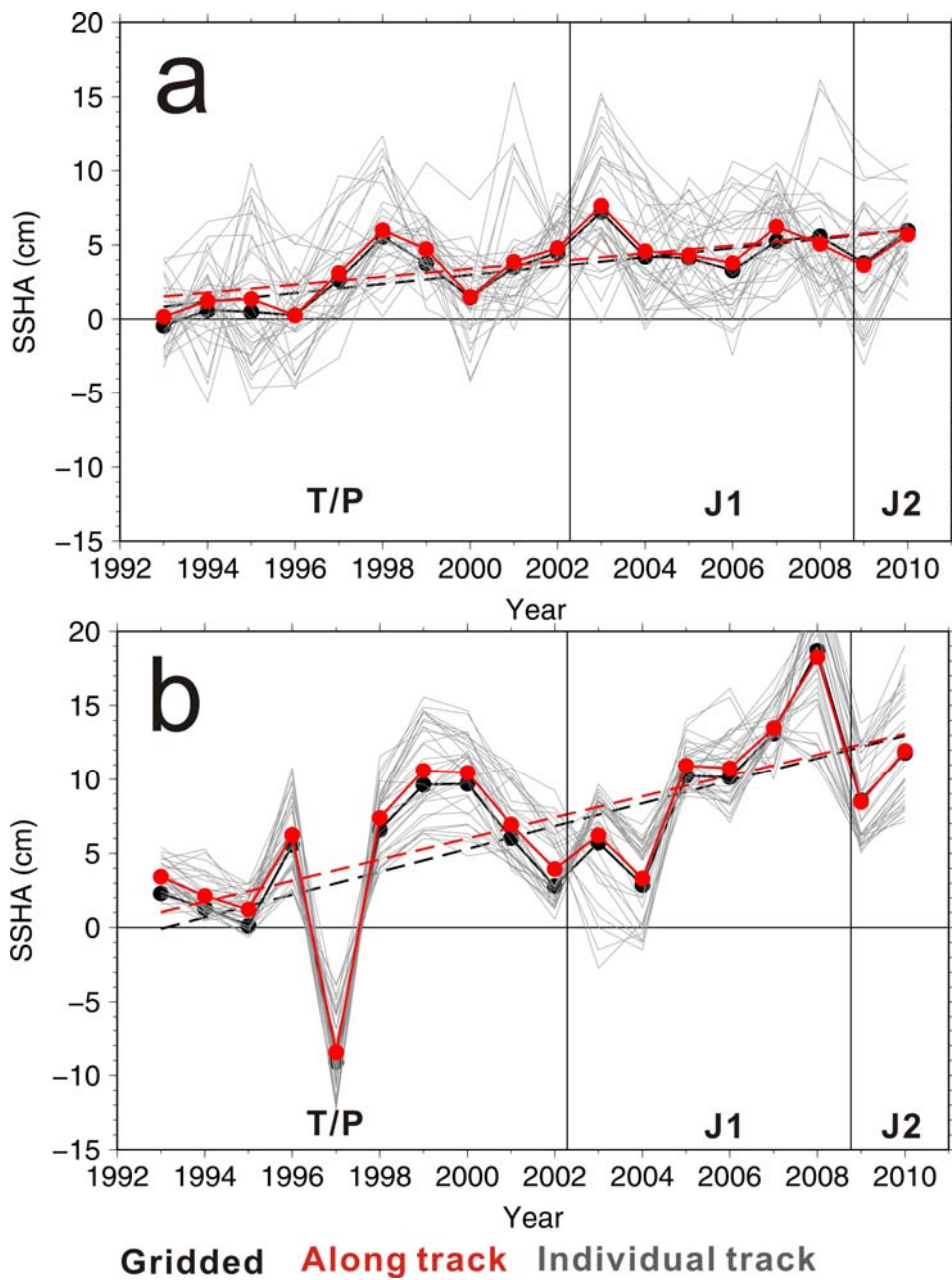 a
20
15
10
5
0
−5
−10
−15
SSHA (cm)
T/P J1 J2
1992 1994 1996 1998 2000 2002 2004 2006 2008 2010
Year
b
20
15
10
5
0
−5
−10
−15
SSHA (cm)
T/P J1 J2
1992 1994 1996 1998 2000 2002 2004 2006 2008 2010
Year
Gridded Along track Individual track